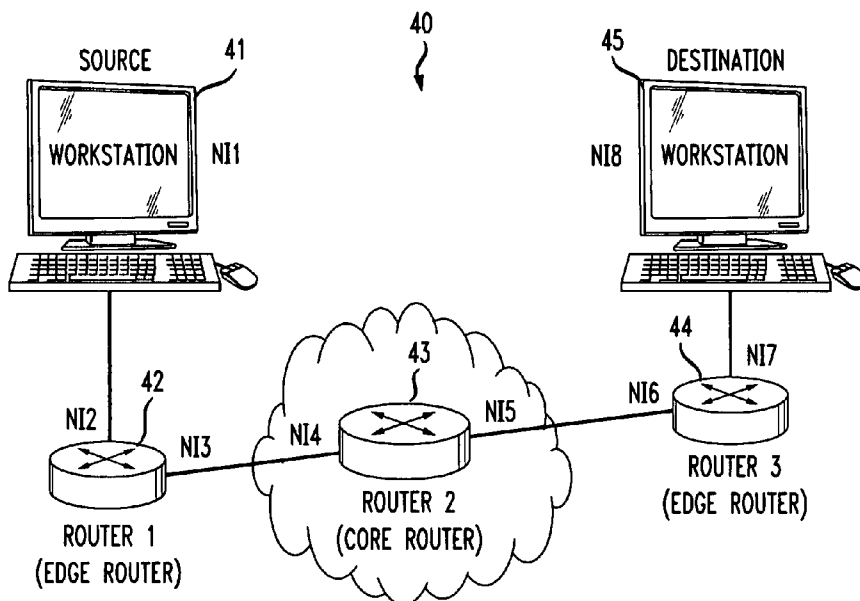 40
SOURCE
41
WORKSTATION
NI1
45
DESTINATION
NI8
WORKSTATION
42
NI2
NI3
NI4
43
NI5
NI6
44
NI7
ROUTER 1
(EDGE ROUTER)
ROUTER 2
(CORE ROUTER)
ROUTER 3
(EDGE ROUTER)